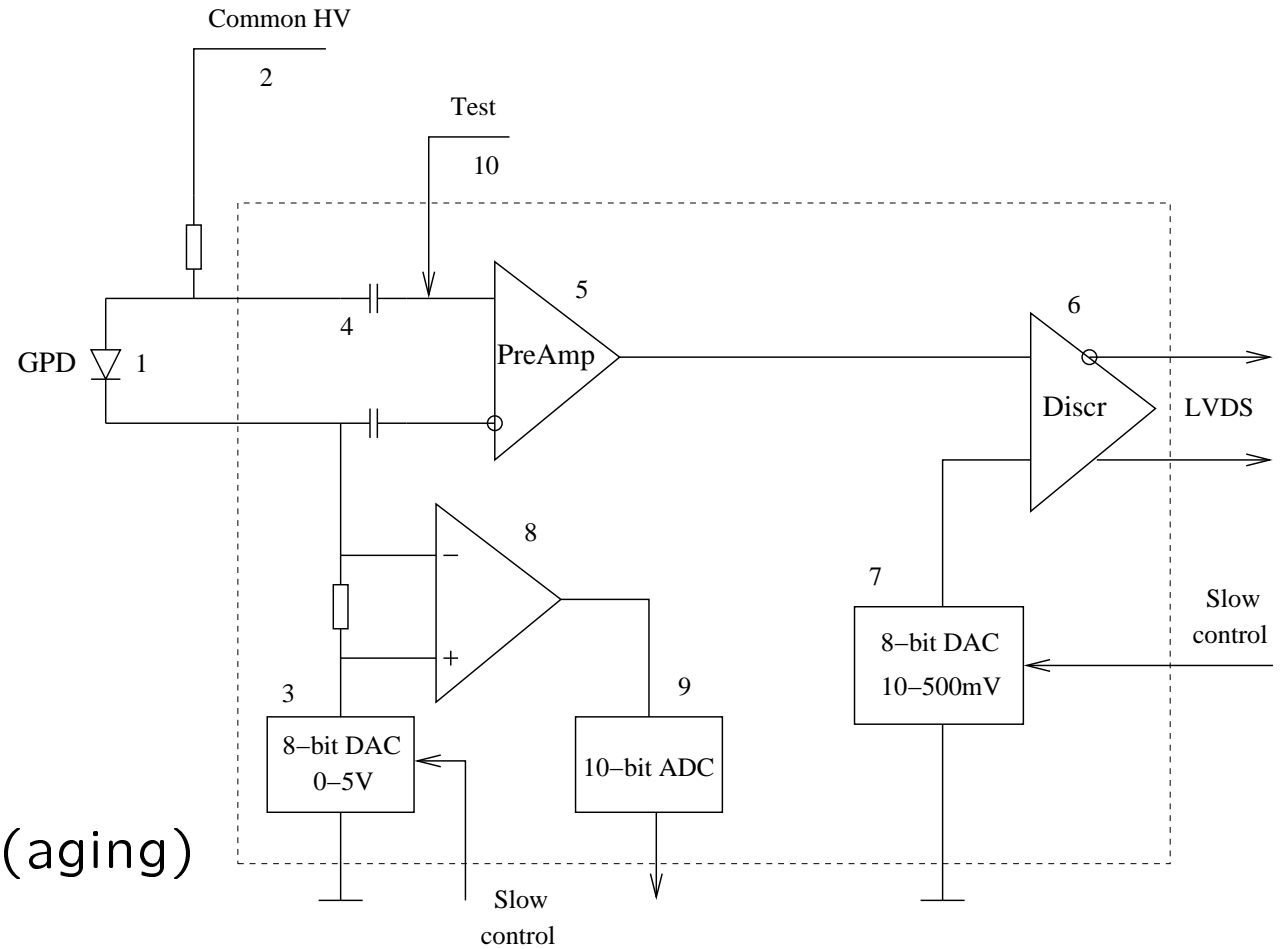 Common HV
2
Test
10
5
4
6
GPD
1
PreAmp
Discr
LVDS
8
−
+
7
Slow
control
8−bit DAC
10−500mV
3
9
8−bit DAC
0−5V
10−bit ADC
(aging)
Slow
control